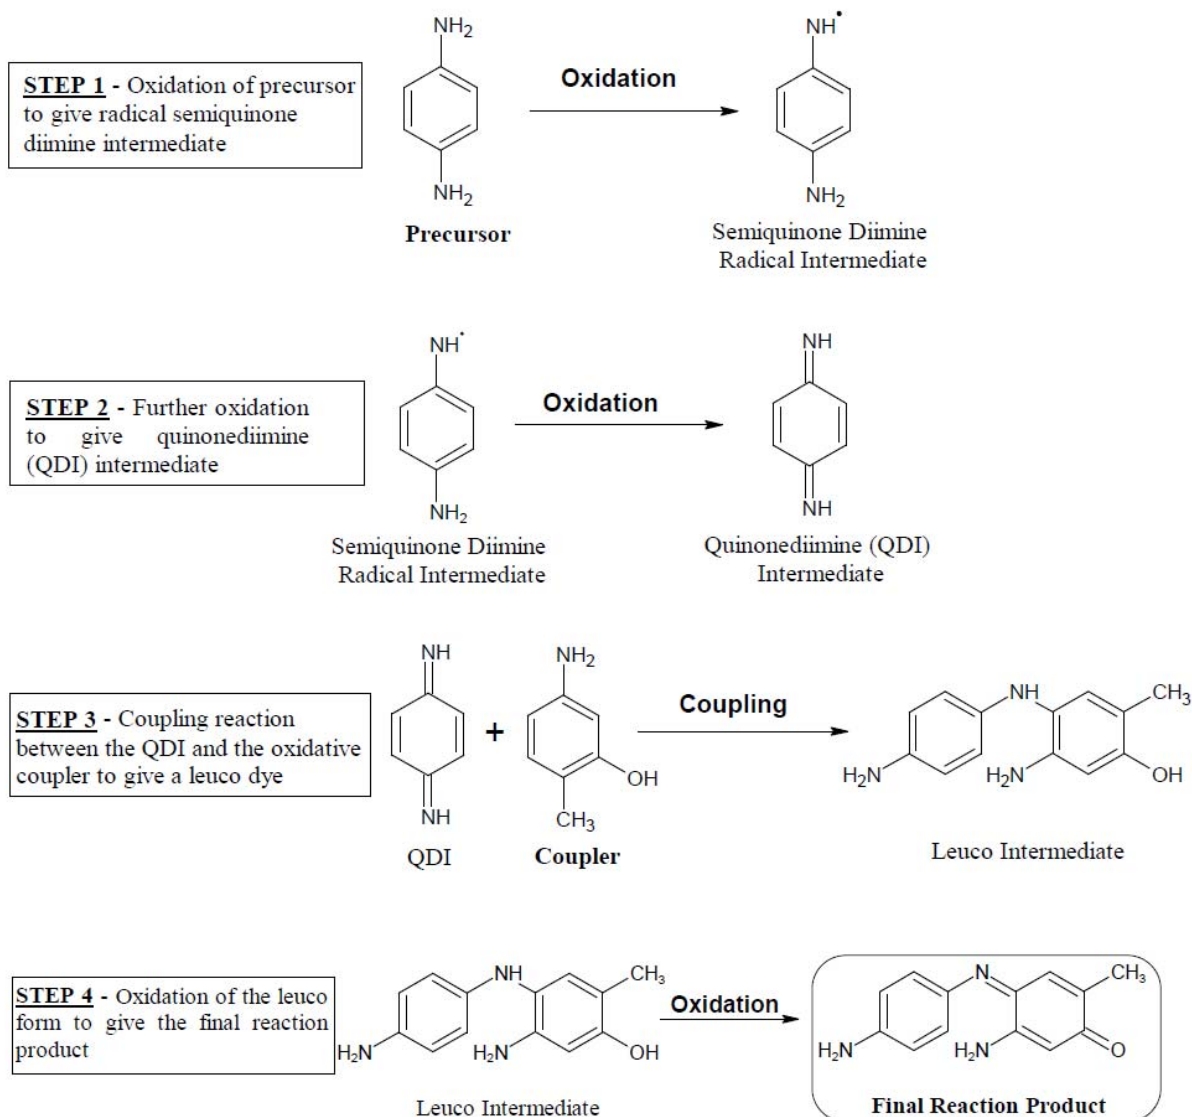 NH2
NH•
STEP 1 - Oxidation of precursor
to give radical semiquinone
diimine intermediate
Oxidation
NH2
NH2
Precursor
Semiquinone Diimine
Radical Intermediate
NH•
NH
STEP 2 - Further oxidation
to give quinonediimine
(QDI) intermediate
Oxidation
NH2
NH
Semiquinone Diimine
Radical Intermediate
Quinonediimine (QDI)
Intermediate
NH
NH2
STEP 3 - Coupling reaction
between the QDI and the oxidative
coupler to give a leuco dye
+
Coupling
NH
CH3
OH
H2N
H2N
OH
NH
CH3
QDI
Coupler
Leuco Intermediate
STEP 4 - Oxidation of the leuco
form to give the final reaction
product
NH
CH3
Oxidation
N
CH3
H2N
H2N
OH
H2N
H2N
O
Leuco Intermediate
Final Reaction Product